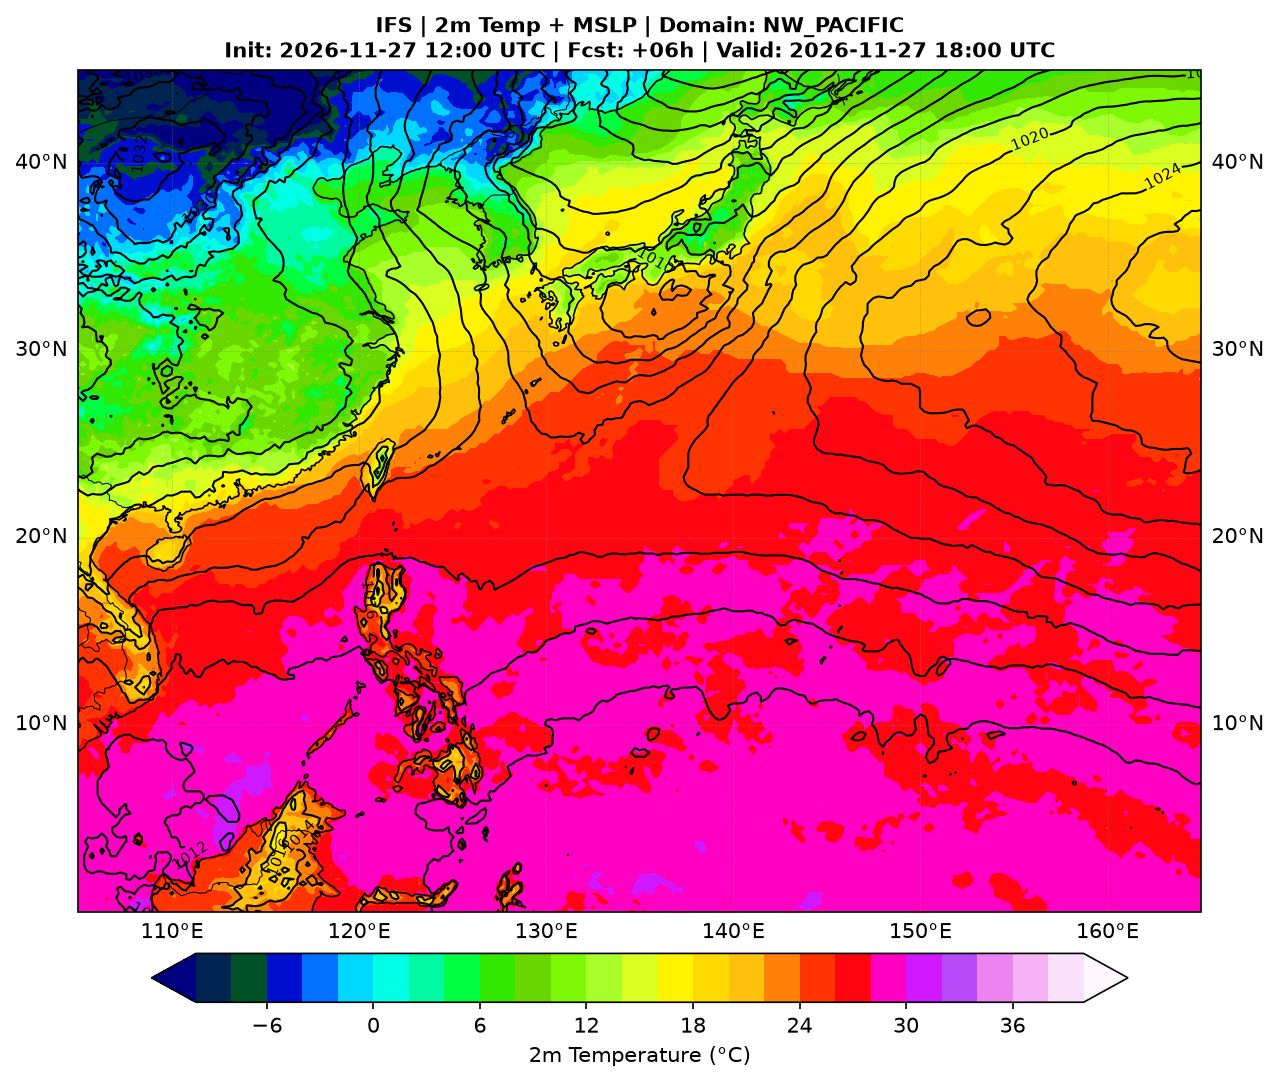 IFS | 2m Temp + MSLP | Domain: NW_PACIFIC
Init: 2026-11-27 12:00 UTC | Fcst: +06h | Valid: 2026-11-27 18:00 UTC
1032
1020
1024
40°N
40°N
30°N
30°N
20°N
20°N
10°N
10°N
1012
1014
110°E
120°E
130°E
140°E
150°E
160°E
−6
0
6
12
18
24
30
36
2m Temperature (°C)